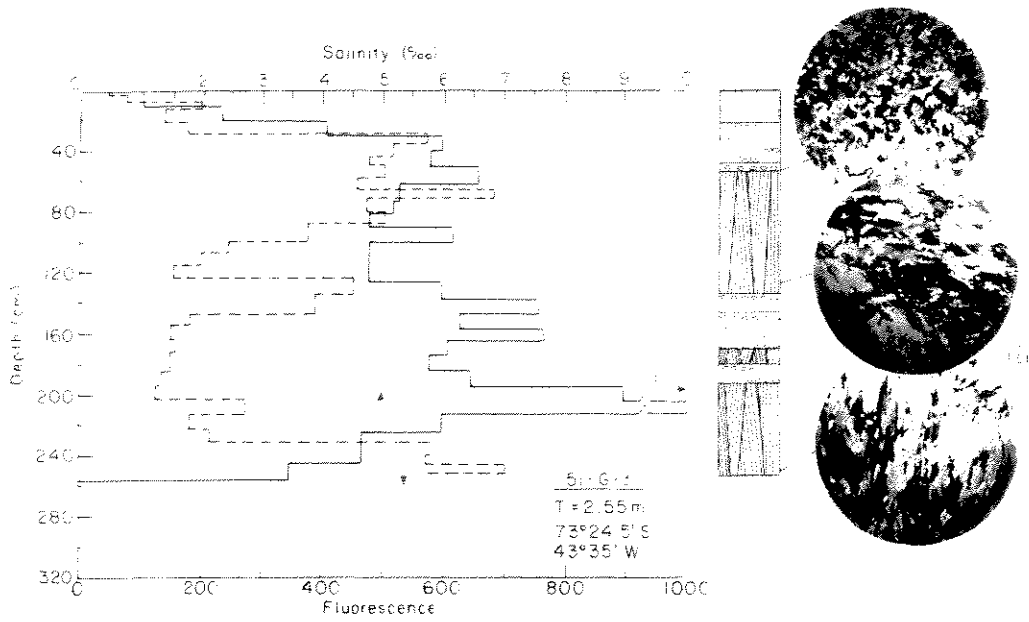 Salinity (‰)
0 2 3 4 5 6 7 8 9 10
Depth (cm)
40
80
120
160
200
240
280
320
T = 2.55 m
73°24.5' S
43°35' W
0 200 400 600 800 1000
Fluorescence